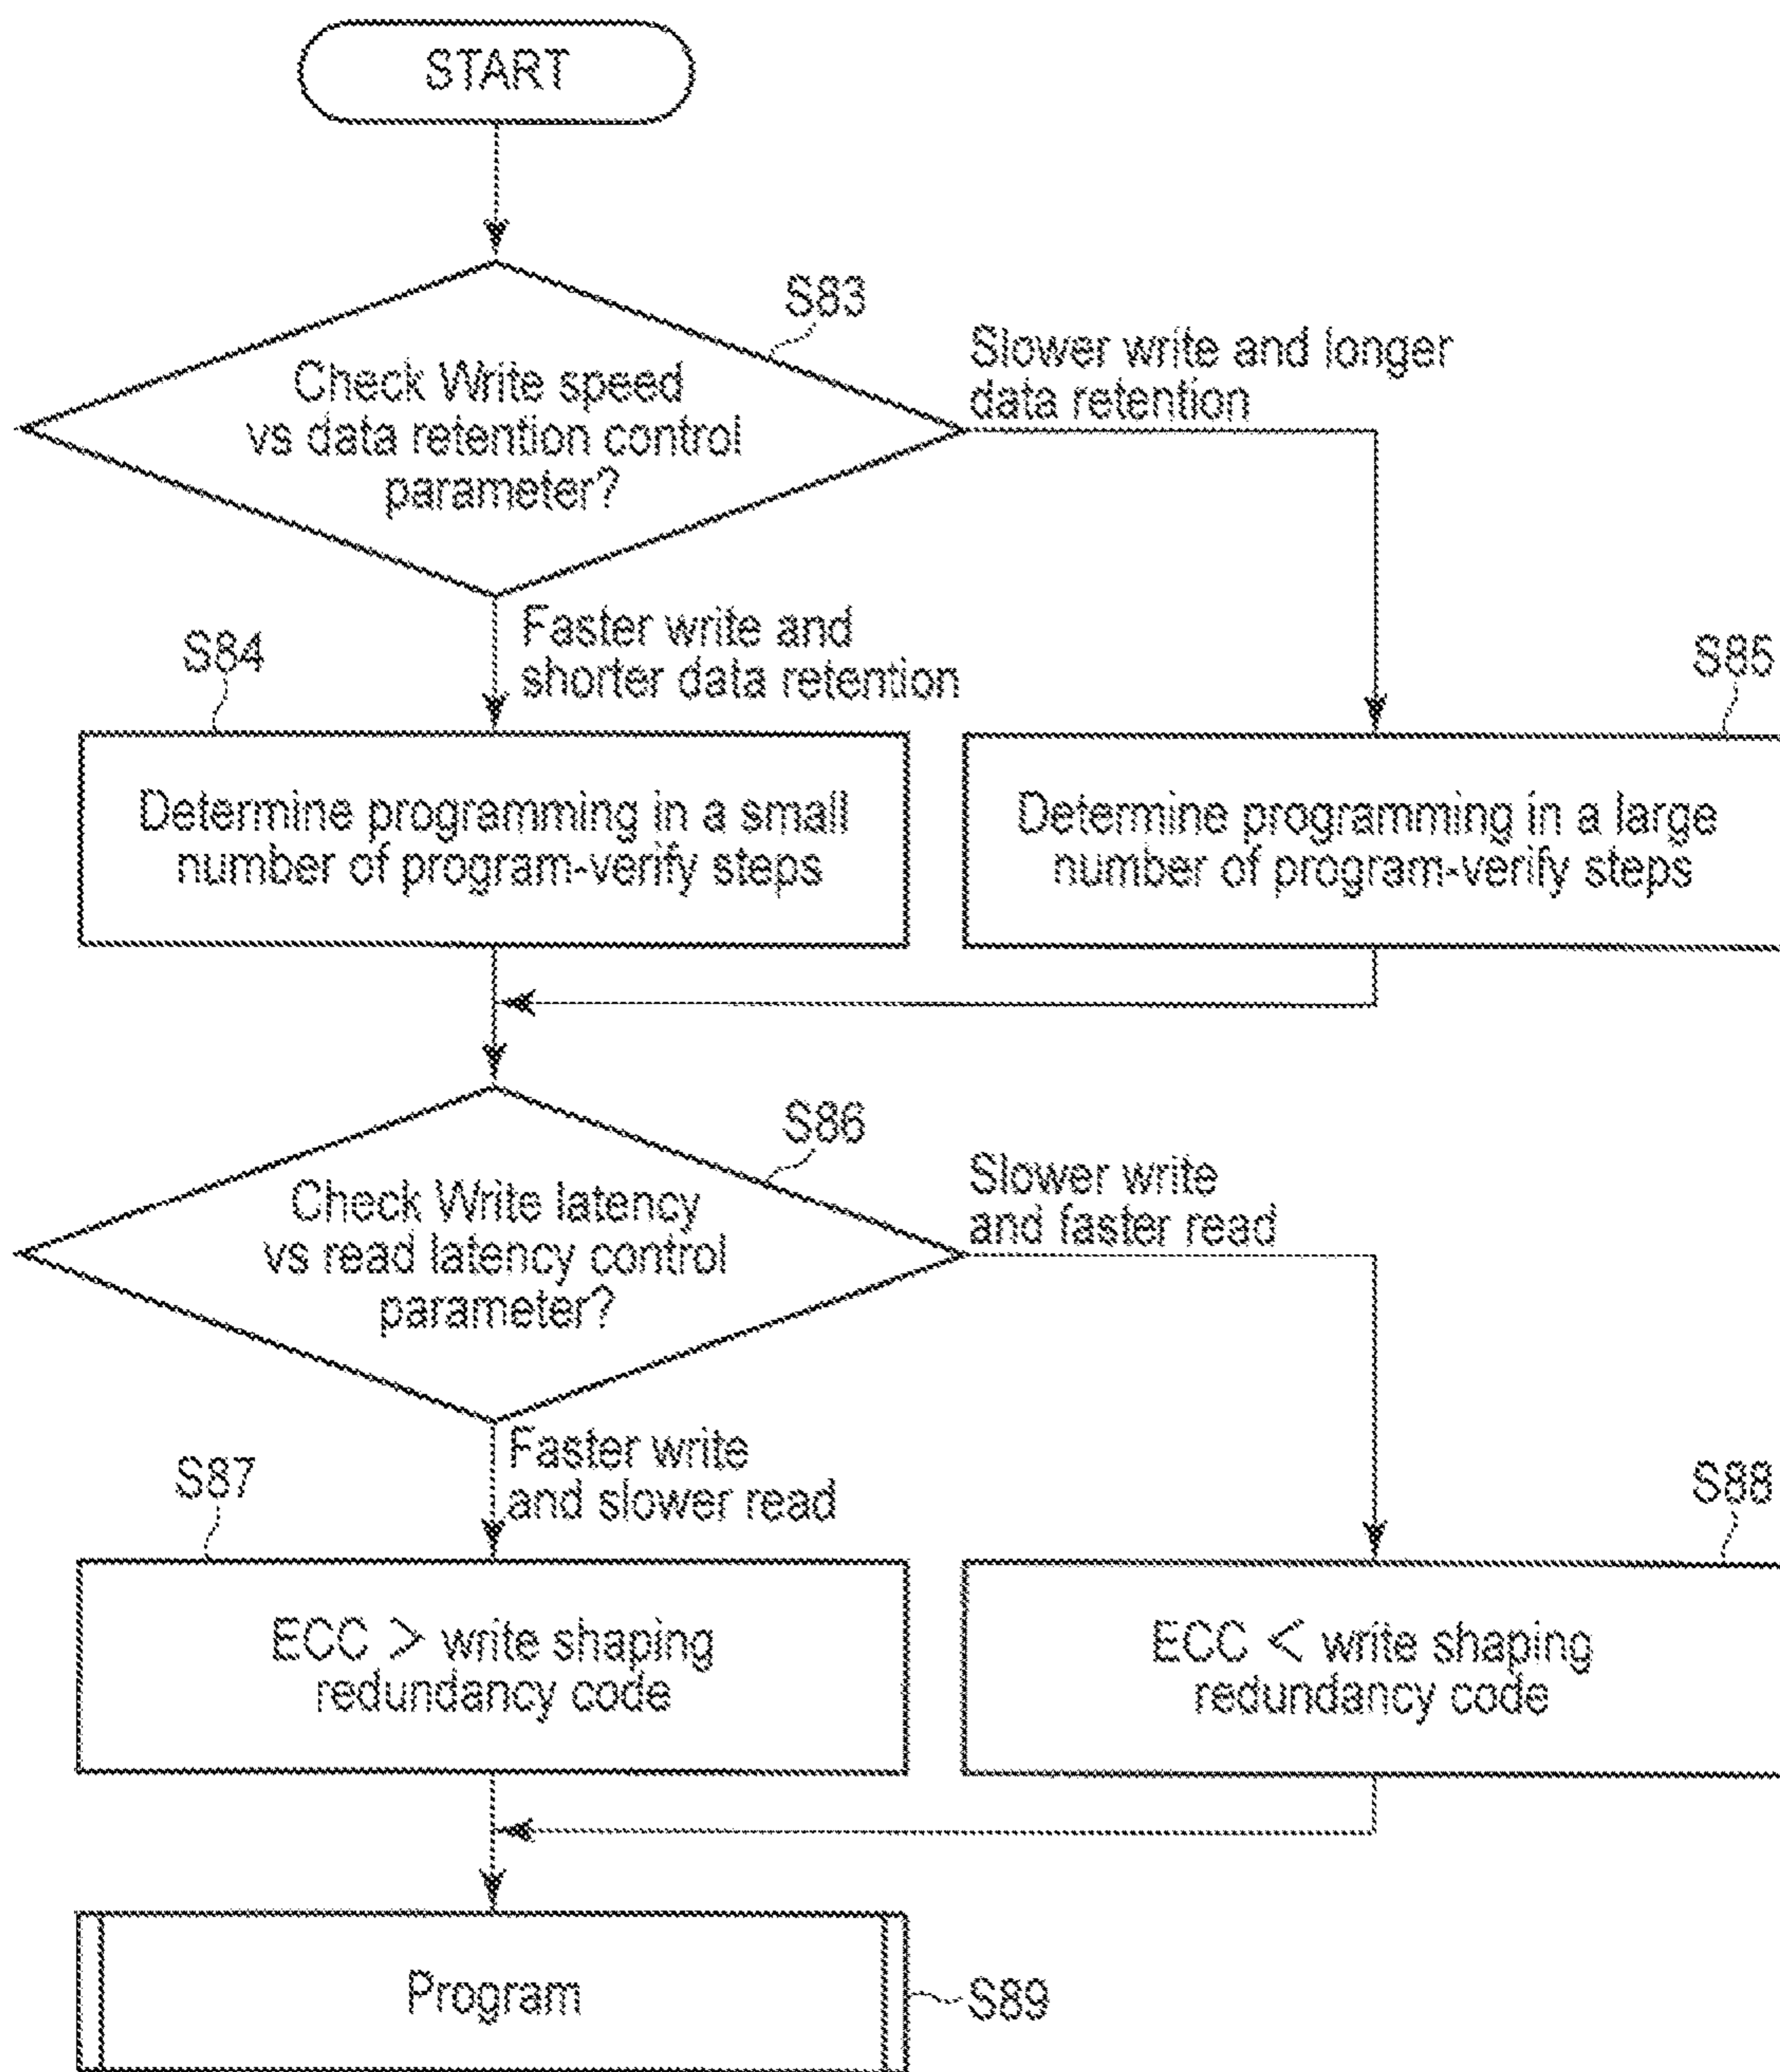 START
S83
Check Write speed
vs data retention control
parameter?
Slower write and longer
data retention
Faster write and
shorter data retention
S84
S85
Determine programming in a small
number of program-verify steps
Determine programming in a large
number of program-verify steps
S86
Check Write latency
vs read latency control
parameter?
Slower write
and faster read
Faster write
and slower read
S87
S88
ECC > write shaping
redundancy code
ECC < write shaping
redundancy code
Program
S89